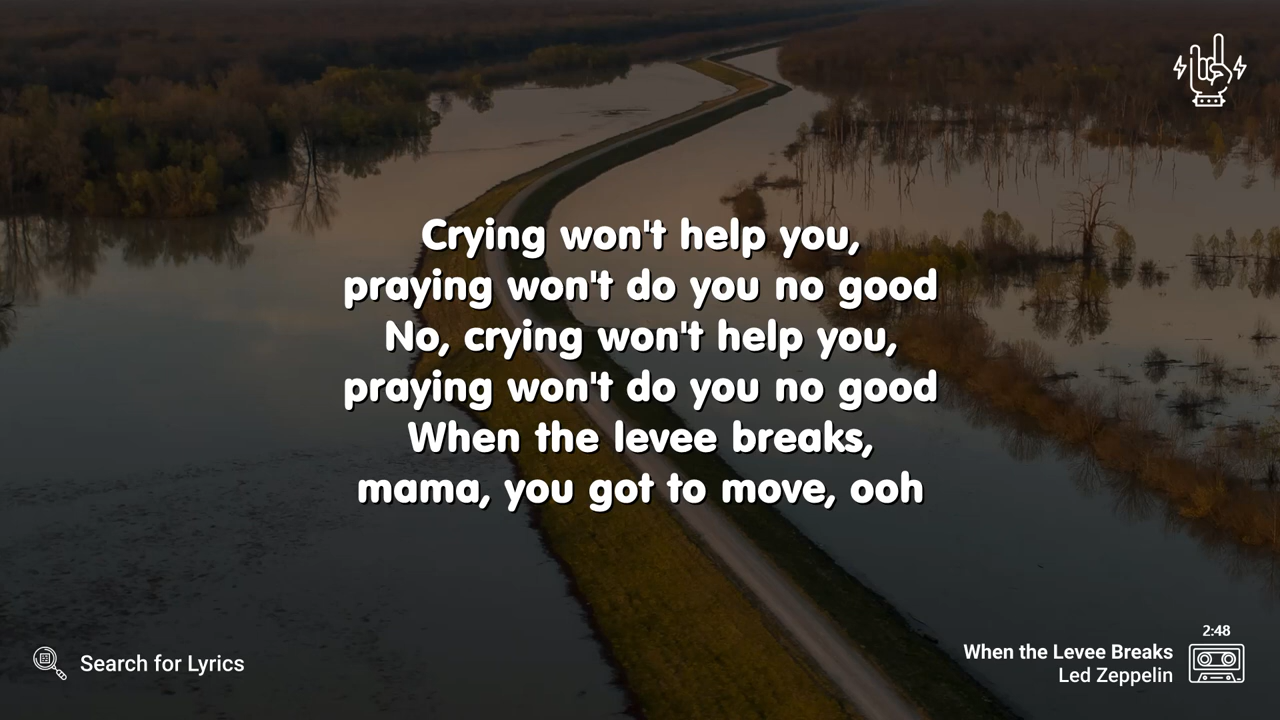 Crying won't help you,
praying won't do you no good
No, crying won't help you,
praying won't do you no good
When the levee breaks,
mama, you got to move, ooh
Search for Lyrics
2:48
When the Levee Breaks
Led Zeppelin